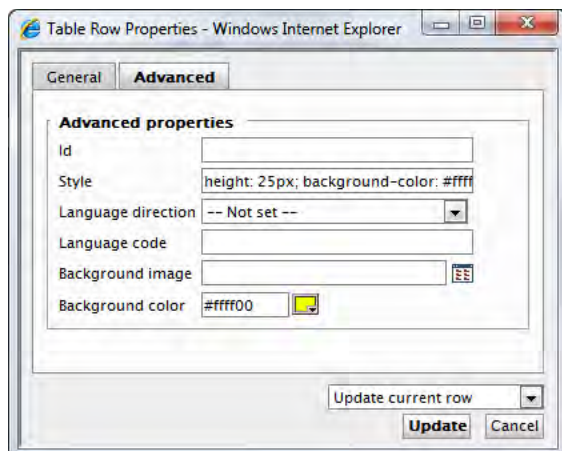 Table Row Properties - Windows Internet Explorer
General Advanced
Advanced properties
Id
Style height: 25px; background-color: #ffff
Language direction -- Not set --
Language code
Background image
Background color #ffff00
Update current row
Update Cancel